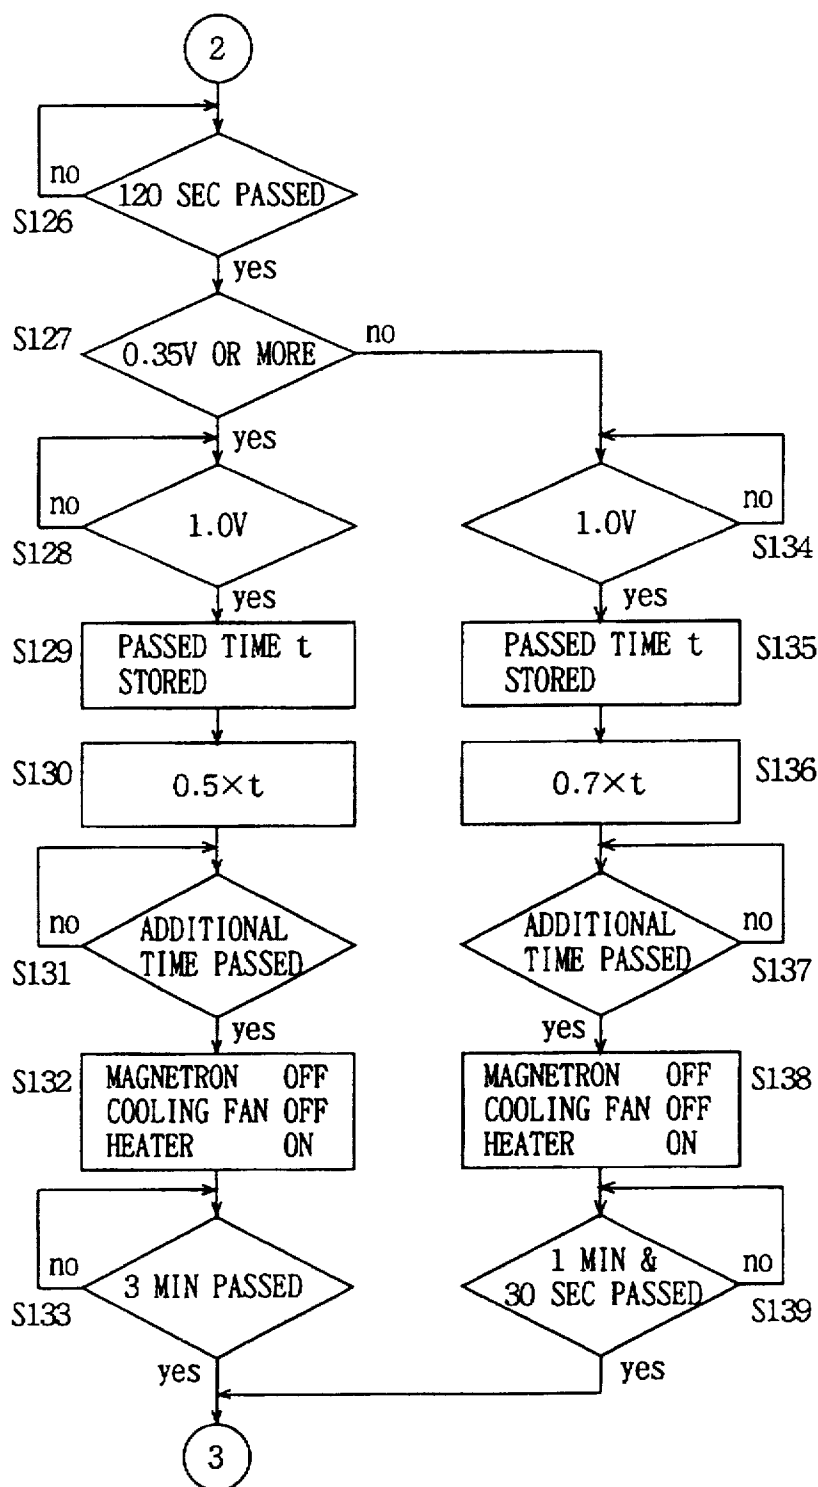 2
no
120 SEC PASSED
S126
yes
S127
0.35V OR MORE
no
yes
no
1.0V
S128
yes
S129
PASSED TIME t
STORED
S130
0.5×t
no
ADDITIONAL
TIME PASSED
S131
yes
S132
MAGNETRON OFF
COOLING FAN OFF
HEATER ON
no
3 MIN PASSED
S133
yes
1.0V
no
S134
yes
PASSED TIME t
STORED
S135
0.7×t
S136
ADDITIONAL
TIME PASSED
no
S137
yes
MAGNETRON OFF
COOLING FAN OFF
HEATER ON
S138
1 MIN &
30 SEC PASSED
no
S139
yes
3